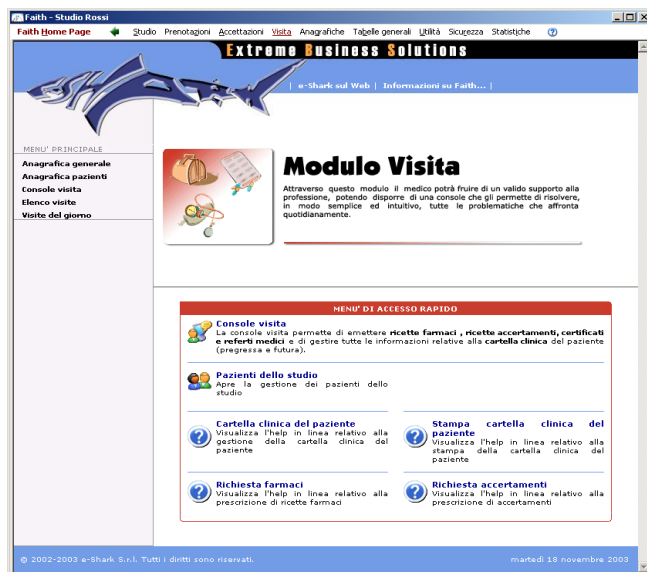 Faith - Studio Rossi
Faith Home Page Studio Prenotazioni Accettazioni Visita Anagrafiche Tabelle generali Utilità Sicurezza Statistiche
Extreme Business Solutions
| e-Shark sul Web | Informazioni su Faith... |
eSHARK
MENU' PRINCIPALE
Anagrafica generale
Anagrafica pazienti
Console visita
Elenco visite
Visite del giorno
Modulo Visita
Attraverso questo modulo il medico potrà fruire di un valido supporto alla
professione, potendo disporre di una console che gli permette di risolvere,
in modo semplice ed intuitivo, tutte le problematiche che affronta
quotidianamente.
MENU' DI ACCESSO RAPIDO
Console visita
La console visita permette di emettere ricette farmaci , ricette accertamenti, certificati
e referti medici e di gestire tutte le informazioni relative alla cartella clinica del paziente
(pregressa e futura).
Pazienti dello studio
Apre la gestione dei pazienti dello
studio
Cartella clinica del paziente
Visualizza l'help in linea relativo alla
gestione della cartella clinica del
paziente
Stampa cartella clinica del
paziente
Visualizza l'help in linea relativo alla
stampa della cartella clinica del
paziente
Richiesta farmaci
Visualizza l'help in linea relativo alla
prescrizione di ricette farmaci
Richiesta accertamenti
Visualizza l'help in linea relativo alla
prescrizione di accertamenti
© 2002-2003 e-Shark S.r.l. Tutti i diritti sono riservati.
martedì 18 novembre 2003